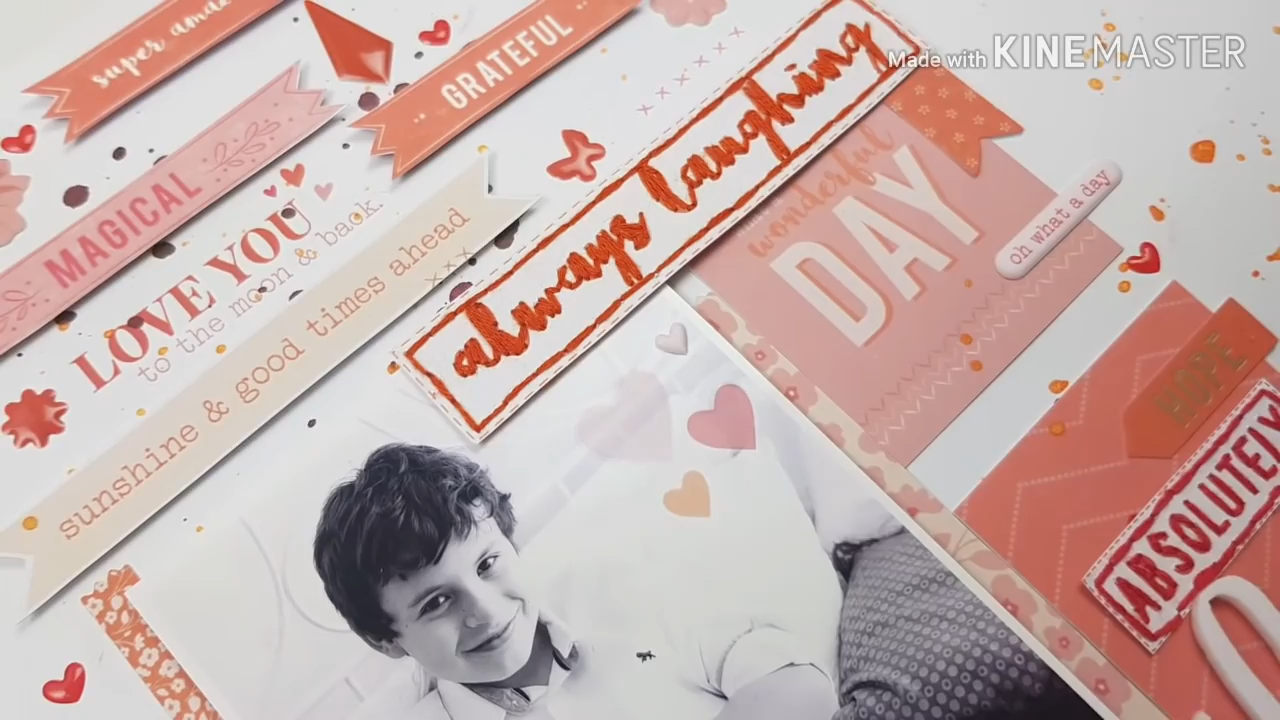 super amaz
Made with KINEMASTER
GRATEFUL
always laughing
MAGICAL
wonderful
DAY
oh what a day
LOVE YOU
to the moon & back.
sunshine & good times ahead
HOPE
ABSOLUTELY